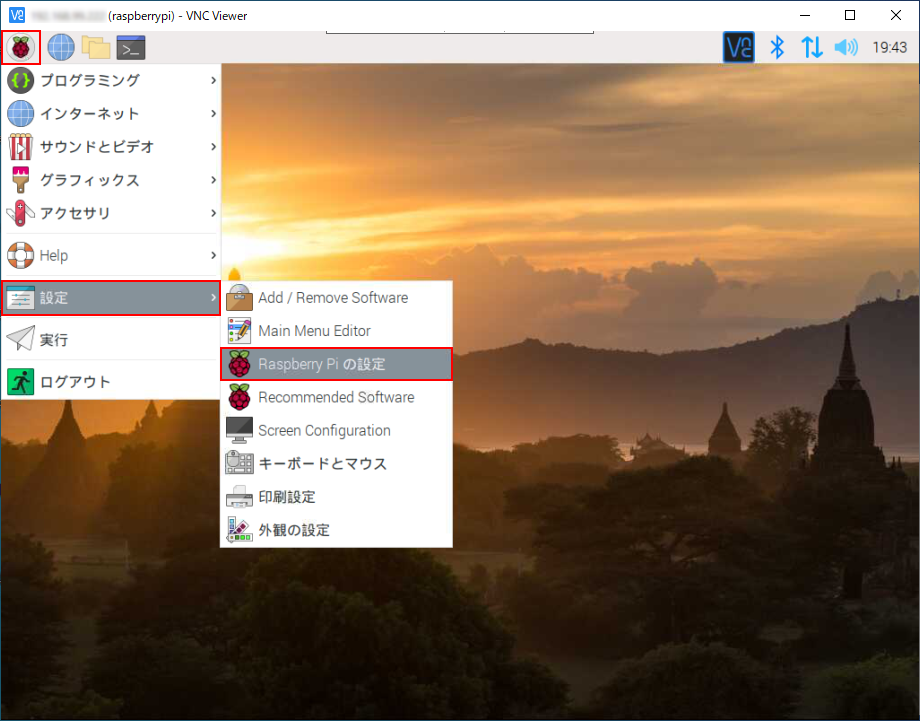 (raspberrypi) - VNC Viewer
19:43
プログラミング
インターネット
サウンドとビデオ
グラフィックス
アクセサリ
Help
設定
実行
ログアウト
Add / Remove Software
Main Menu Editor
Raspberry Pi の設定
Recommended Software
Screen Configuration
キーボードとマウス
印刷設定
外観の設定